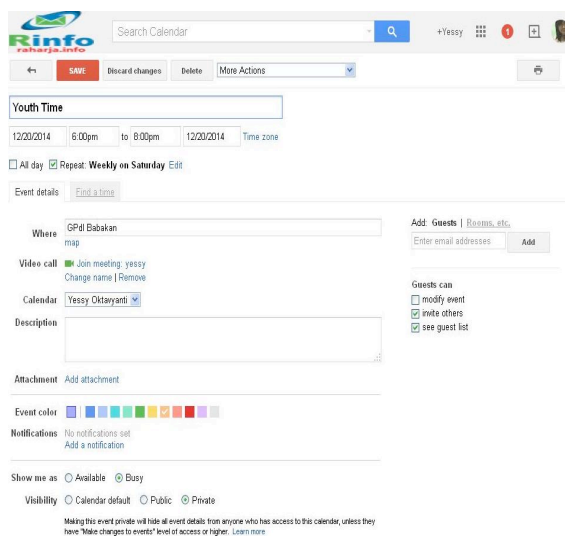 Rinfo
raharja.info
Search Calendar
+Yessy
1
SAVE
Discard changes
Delete
More Actions
Youth Time
12/20/2014 6:00pm to 8:00pm 12/20/2014 Time zone
All day Repeat: Weekly on Saturday Edit
Event details Find a time
Where GPdI Babakan
map
Video call Join meeting: yessy
Change name | Remove
Calendar Yessy Oktavyanti
Description
Attachment Add attachment
Event color
Notifications No notifications set
Add a notification
Show me as Available Busy
Visibility Calendar default Public Private
Making this event private will hide all event details from anyone who has access to this calendar, unless they
have "Make changes to events" level of access or higher. Learn more
Add: Guests | Rooms, etc.
Enter email addresses Add
Guests can
modify event
invite others
see guest list